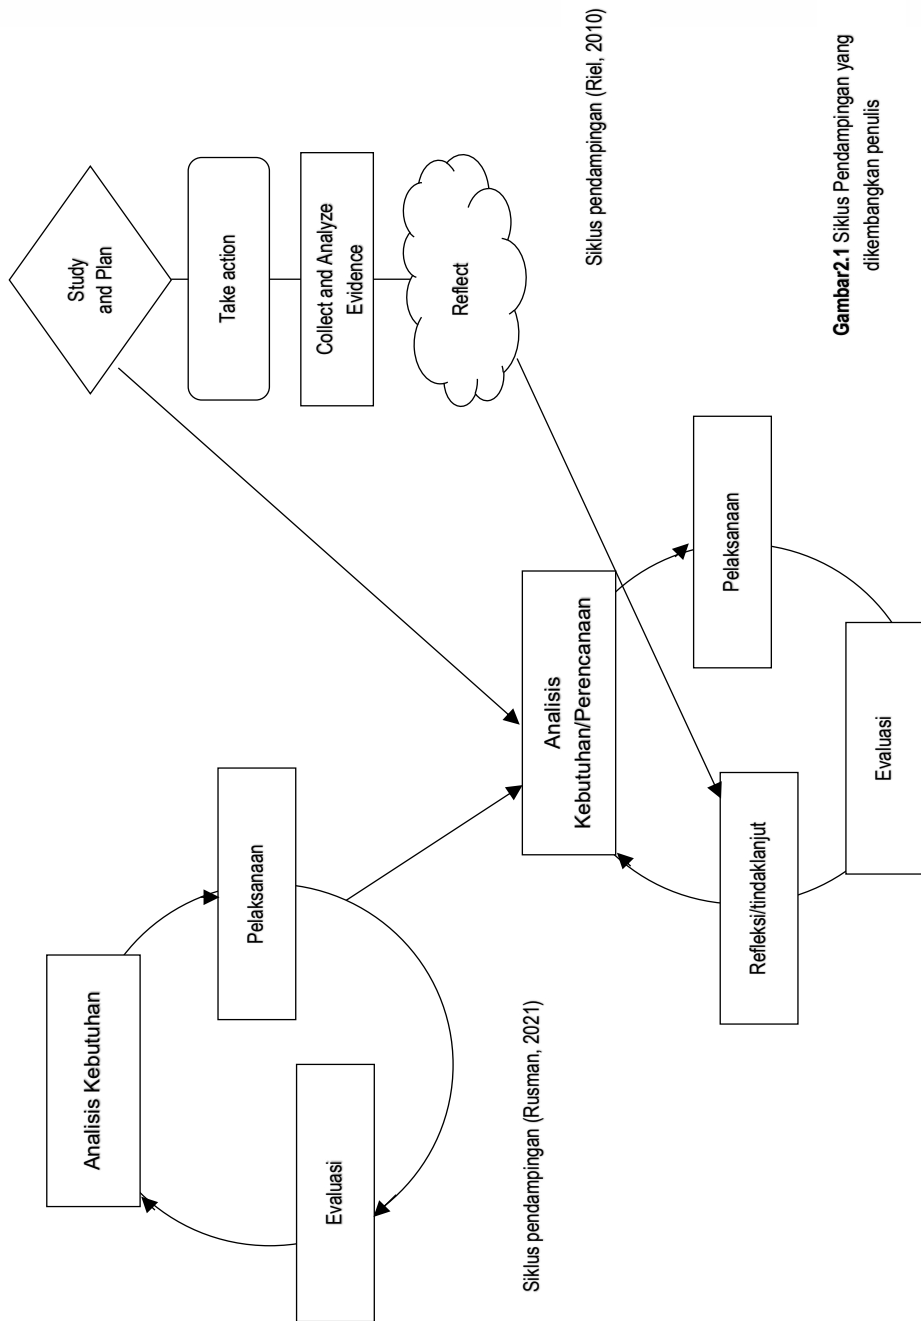 Analisis Kebutuhan
Pelaksanaan
Evaluasi
Siklus pendampingan (Rusman, 2021)
Study
and Plan
Take action
Collect and Analyze
Evidence
Reflect
Siklus pendampingan (Riel, 2010)
Analisis
Kebutuhan/Perencanaan
Pelaksanaan
Evaluasi
Refleksi/tindaklanjut
Gambar2.1 Siklus Pendampingan yang
dikembangkan penulis